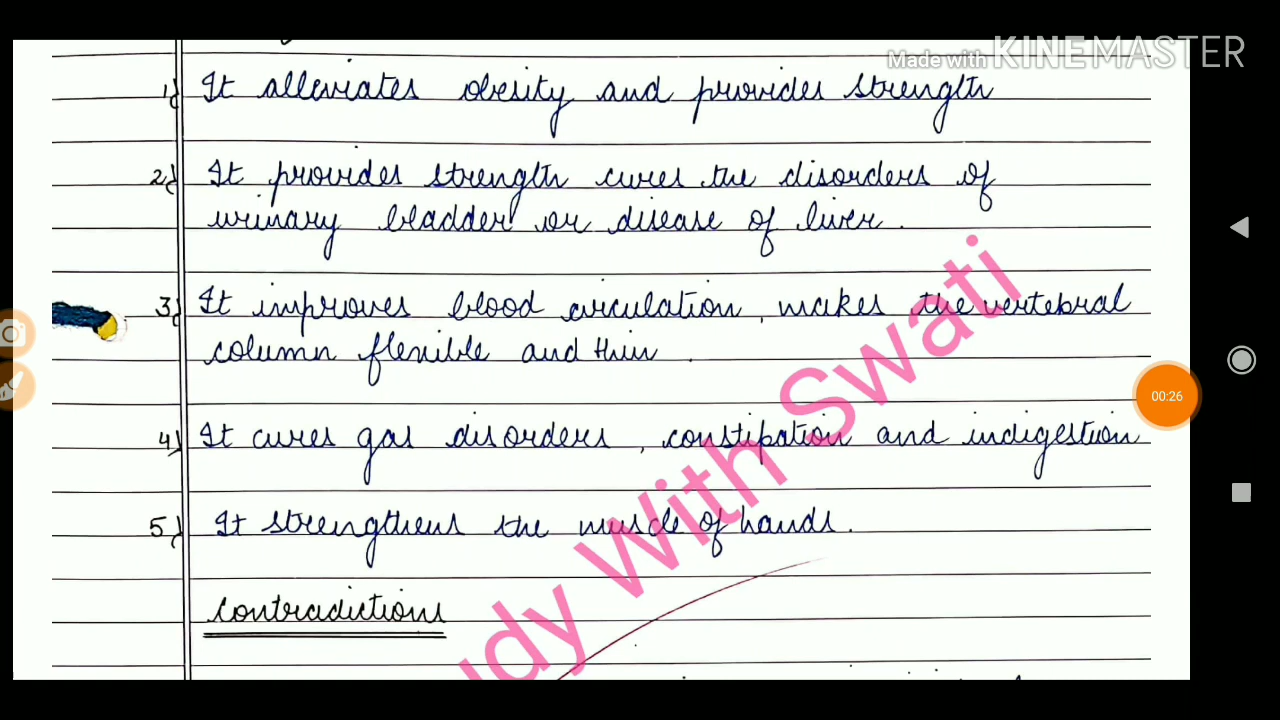 Made with KINEMASTER
1} It alleviates obesity and provides strength
2} It provides strength cures the disorders of
urinary bladder or disease of liver.
3} It improves blood circulation, makes the vertebral
column flexible and thin.
00:26
4} It cures gas disorders, constipation and indigestion
5} It strengthens the muscle of hands.
Contradictions
udy With Swati